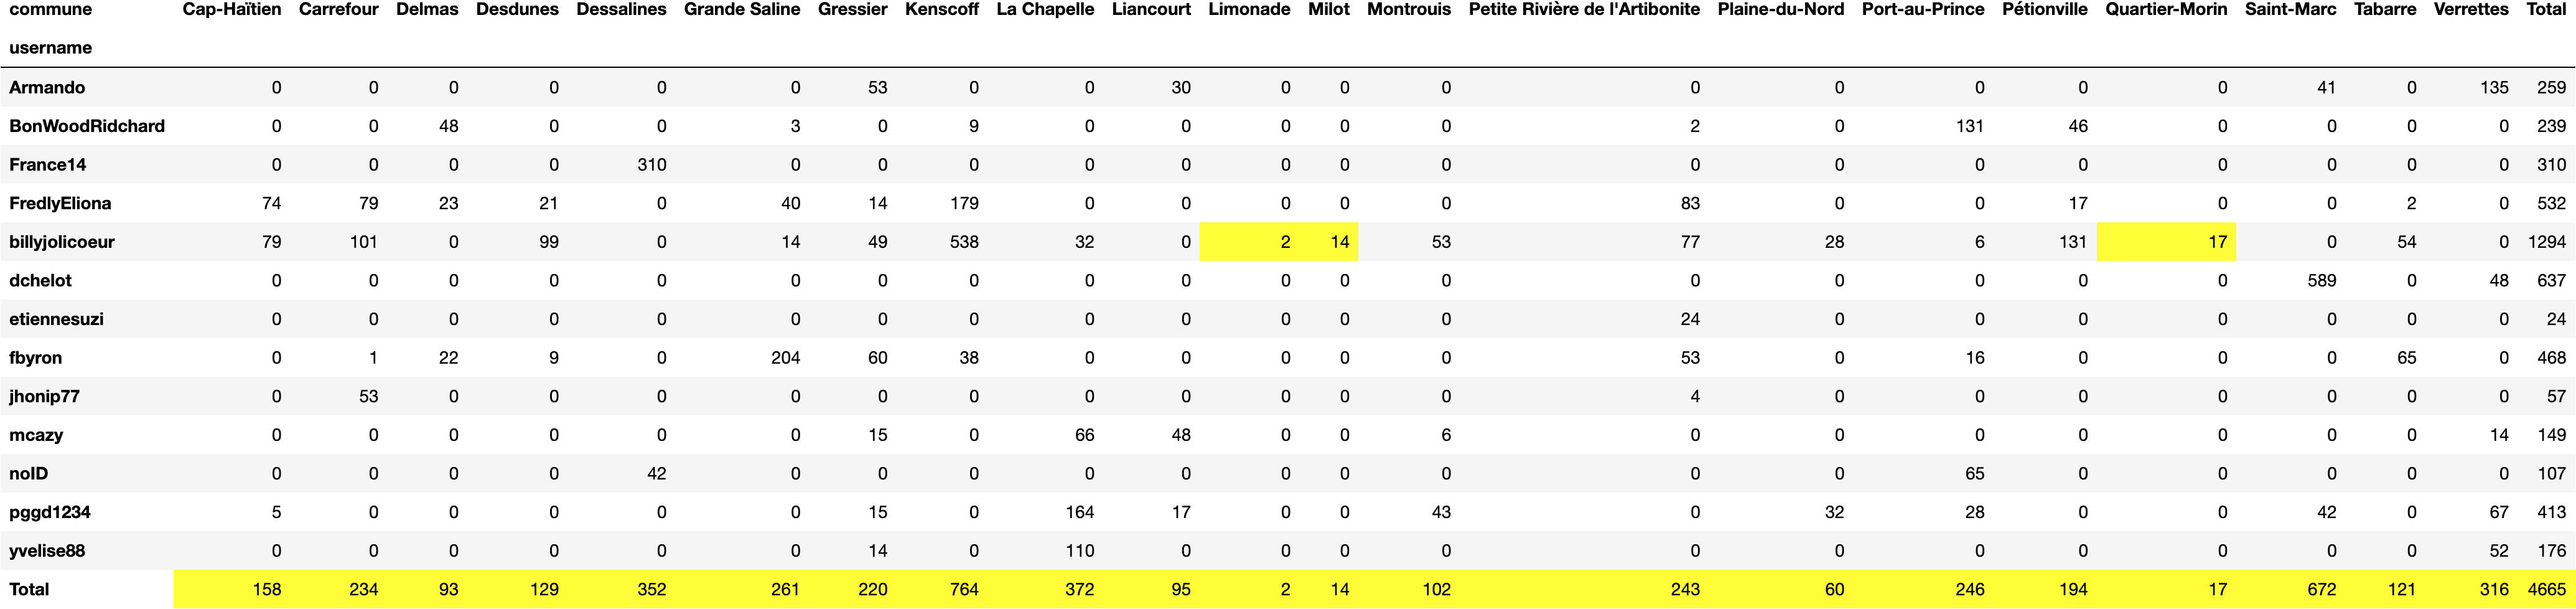 commune Cap-Haïtien Carrefour Delmas Desdunes Dessalines Grande Saline Gressier Kenscoff La Chapelle Liancourt Limonade Milot Montrouis Petite Rivière de l'Artibonite Plaine-du-Nord Port-au-Prince Pétionville Quartier-Morin Saint-Marc Tabarre Verrettes Total
username
Armando 0 0 0 0 0 0 53 0 0 30 0 0 0 0 0 0 0 0 41 0 135 259
BonWoodRidchard 0 0 48 0 0 3 0 9 0 0 0 0 0 2 0 131 46 0 0 0 0 239
France14 0 0 0 0 310 0 0 0 0 0 0 0 0 0 0 0 0 0 0 0 0 310
FredlyEliona 74 79 23 21 0 40 14 179 0 0 0 0 0 83 0 0 17 0 0 2 0 532
billyjolicoeur 79 101 0 99 0 14 49 538 32 0 2 14 53 77 28 6 131 17 0 54 0 1294
dchelot 0 0 0 0 0 0 0 0 0 0 0 0 0 0 0 0 0 0 589 0 48 637
etiennesuzi 0 0 0 0 0 0 0 0 0 0 0 0 0 24 0 0 0 0 0 0 0 24
fbyron 0 1 22 9 0 204 60 38 0 0 0 0 0 53 0 16 0 0 0 65 0 468
jhonip77 0 53 0 0 0 0 0 0 0 0 0 0 0 4 0 0 0 0 0 0 0 57
mcazy 0 0 0 0 0 0 15 0 66 48 0 0 6 0 0 0 0 0 0 0 14 149
noID 0 0 0 0 42 0 0 0 0 0 0 0 0 0 0 65 0 0 0 0 0 107
pggd1234 5 0 0 0 0 0 15 0 164 17 0 0 43 0 32 28 0 0 42 0 67 413
yvelise88 0 0 0 0 0 0 14 0 110 0 0 0 0 0 0 0 0 0 0 0 52 176
Total 158 234 93 129 352 261 220 764 372 95 2 14 102 243 60 246 194 17 672 121 316 4665